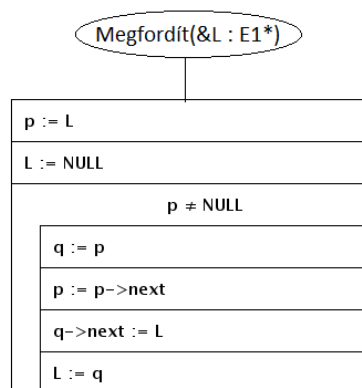 Megfordít(&L : E1*)
p := L
L := NULL
p ≠ NULL
q := p
p := p->next
q->next := L
L := q